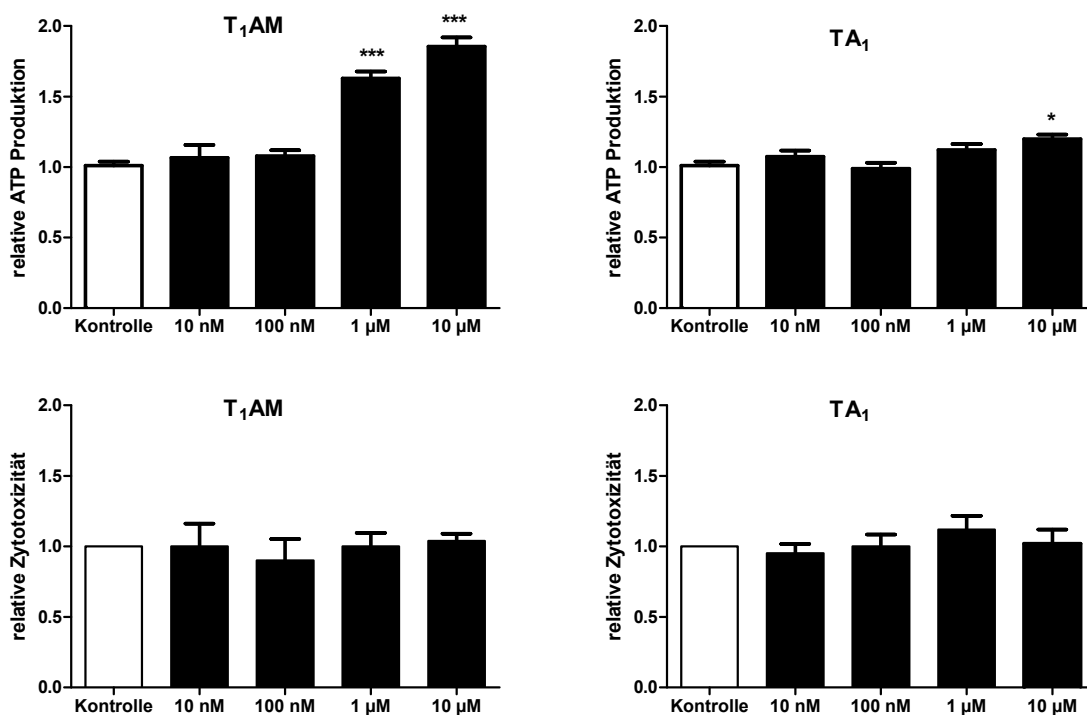 T₁AM
relative ATP Produktion
2.0
1.5
1.0
0.5
0.0
***
***
Kontrolle 10 nM 100 nM 1 µM 10 µM
TA₁
relative ATP Produktion
2.0
1.5
1.0
0.5
0.0
*
Kontrolle 10 nM 100 nM 1 µM 10 µM
T₁AM
relative Zytotoxizität
2.0
1.5
1.0
0.5
0.0
Kontrolle 10 nM 100 nM 1 µM 10 µM
TA₁
relative Zytotoxizität
2.0
1.5
1.0
0.5
0.0
Kontrolle 10 nM 100 nM 1 µM 10 µM